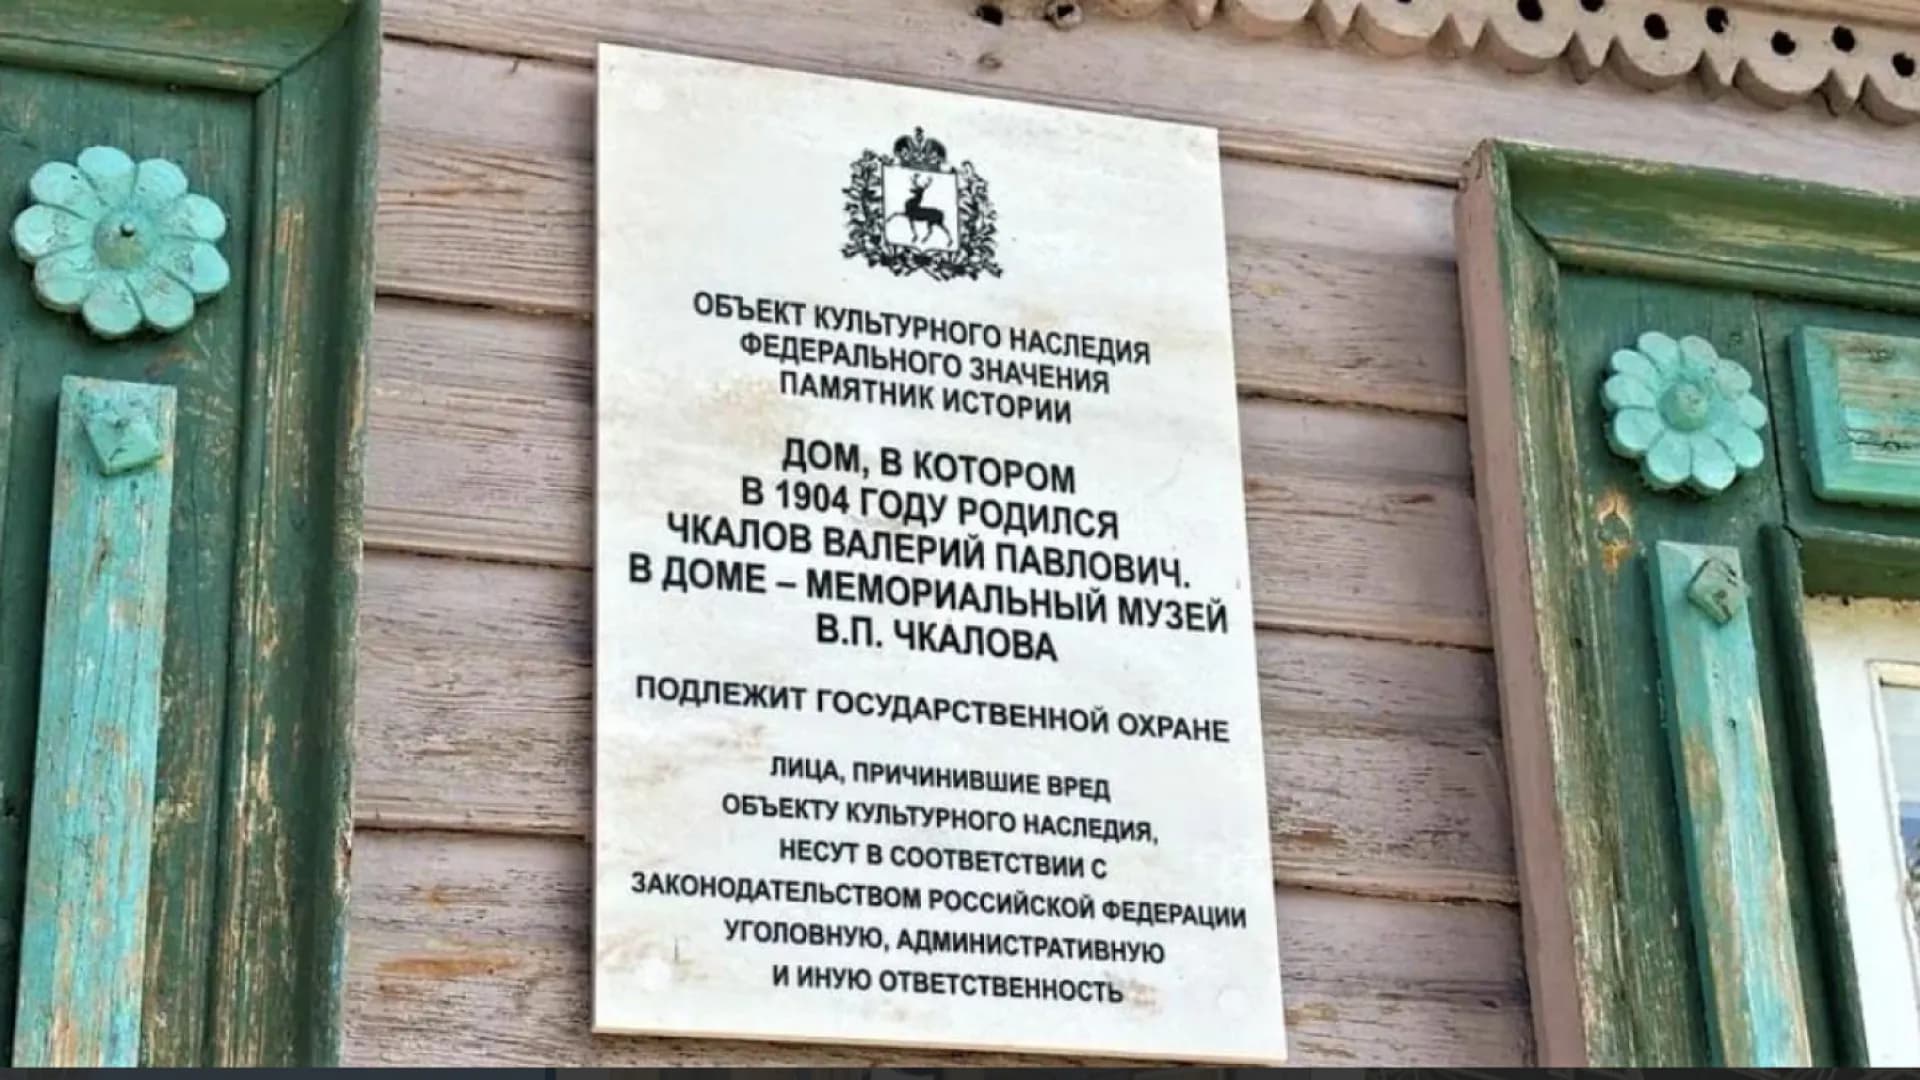 ОБЪЕКТ КУЛЬТУРНОГО НАСЛЕДИЯ
ФЕДЕРАЛЬНОГО ЗНАЧЕНИЯ
ПАМЯТНИК ИСТОРИИ
ДОМ, В КОТОРОМ
В 1904 ГОДУ РОДИЛСЯ
ЧКАЛОВ ВАЛЕРИЙ ПАВЛОВИЧ.
В ДОМЕ – МЕМОРИАЛЬНЫЙ МУЗЕЙ
В.П. ЧКАЛОВА
ПОДЛЕЖИТ ГОСУДАРСТВЕННОЙ ОХРАНЕ
ЛИЦА, ПРИЧИНИВШИЕ ВРЕД
ОБЪЕКТУ КУЛЬТУРНОГО НАСЛЕДИЯ,
НЕСУТ В СООТВЕТСТВИИ С
ЗАКОНОДАТЕЛЬСТВОМ РОССИЙСКОЙ ФЕДЕРАЦИИ
УГОЛОВНУЮ, АДМИНИСТРАТИВНУЮ
И ИНУЮ ОТВЕТСТВЕННОСТЬ